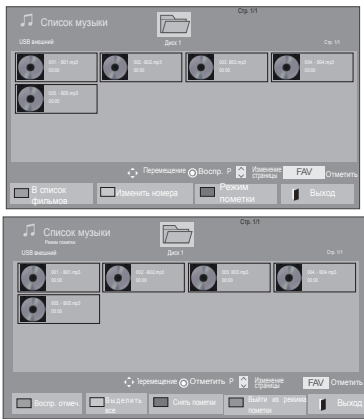 Стр. 1/1
Список музыки
USB внешний
Диск 1
Стр. 1/1
001. - B01.mp3
00:00
002. -B02.mp3
00:00
003. B03.mp3
00:00
004. - B04.mp3
00:00
005. - B05.mp3
00:00
Перемещение Воспр. P Изменение страницы FAV Отметить
В список фильмов
Изменить номера
Режим пометки
Выход
Стр. 1/1
Список музыки
Режим пометки
USB внешний
Диск 1
Стр. 1/1
001. - B01.mp3
00:00
002. -B02.mp3
00:00
003. B03.mp3
00:00
004. - B04.mp3
00:00
005. - B05.mp3
00:00
Перемещение Отметить P Изменение страницы FAV Отметить
Воспр. отмеч.
Выделить все
Снять пометки
Выйти из режима пометки
Выход